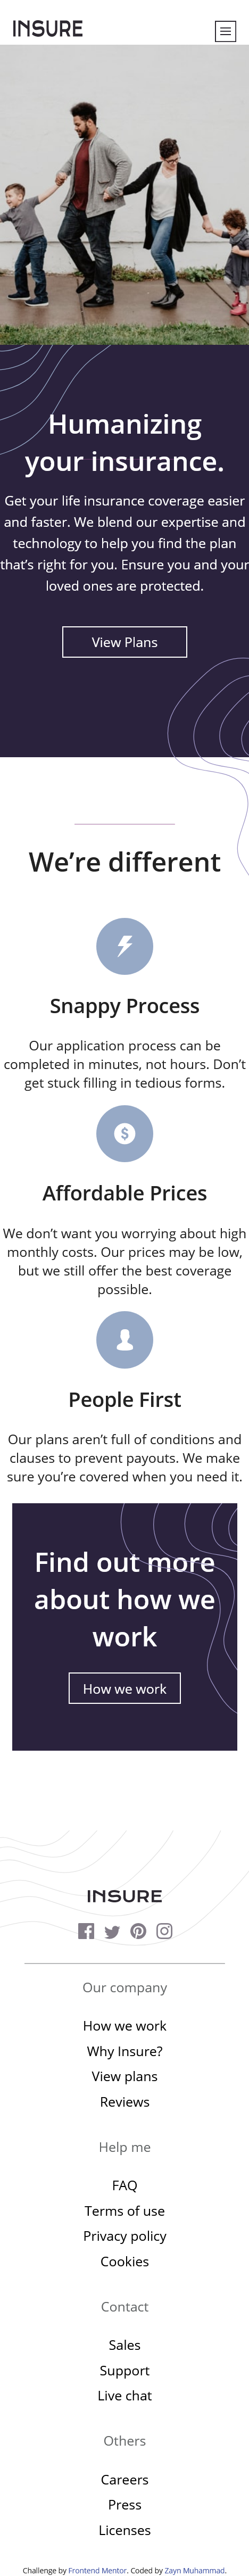 INSURE
Humanizing
your insurance.
Get your life insurance coverage easier
and faster. We blend our expertise and
technology to help you find the plan
that’s right for you. Ensure you and your
loved ones are protected.
View Plans
We’re different
Snappy Process
Our application process can be
completed in minutes, not hours. Don’t
get stuck filling in tedious forms.
Affordable Prices
We don’t want you worrying about high
monthly costs. Our prices may be low,
but we still offer the best coverage
possible.
People First
Our plans aren’t full of conditions and
clauses to prevent payouts. We make
sure you’re covered when you need it.
Find out more
about how we
work
How we work
INSURE
Our company
How we work
Why Insure?
View plans
Reviews
Help me
FAQ
Terms of use
Privacy policy
Cookies
Contact
Sales
Support
Live chat
Others
Careers
Press
Licenses
Challenge by Frontend Mentor. Coded by Zayn Muhammad.